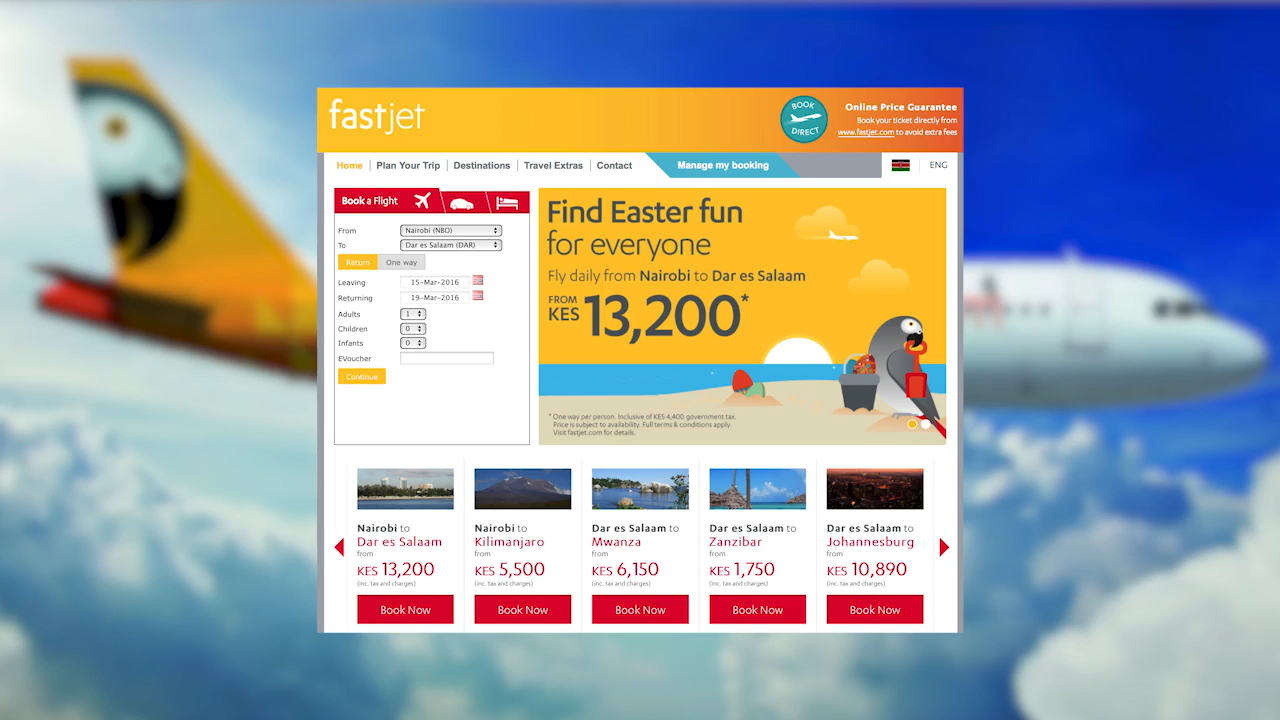 fastjet
BOOK
DIRECT
Online Price Guarantee
Book your ticket directly from
www.fastjet.com to avoid extra fees
Home
Plan Your Trip
Destinations
Travel Extras
Contact
Manage my booking
ENG
Book a Flight
From
Nairobi (NBO)
To
Dar es Salaam (DAR)
Return
One way
Leaving
15-Mar-2016
Returning
19-Mar-2016
Adults
1
Children
0
Infants
0
EVoucher
Continue
Find Easter fun
for everyone
Fly daily from Nairobi to Dar es Salaam
FROM
KES 13,200*
* One way per person. Inclusive of KES 4,400 government tax.
Price is subject to availability. Full terms & conditions apply.
Visit fastjet.com for details.
Nairobi to
Dar es Salaam
from
KES 13,200
(inc. tax and charges)
Book Now
Nairobi to
Kilimanjaro
from
KES 5,500
(inc. tax and charges)
Book Now
Dar es Salaam to
Mwanza
from
KES 6,150
(inc. tax and charges)
Book Now
Dar es Salaam to
Zanzibar
from
KES 1,750
(inc. tax and charges)
Book Now
Dar es Salaam to
Johannesburg
from
KES 10,890
(inc. tax and charges)
Book Now